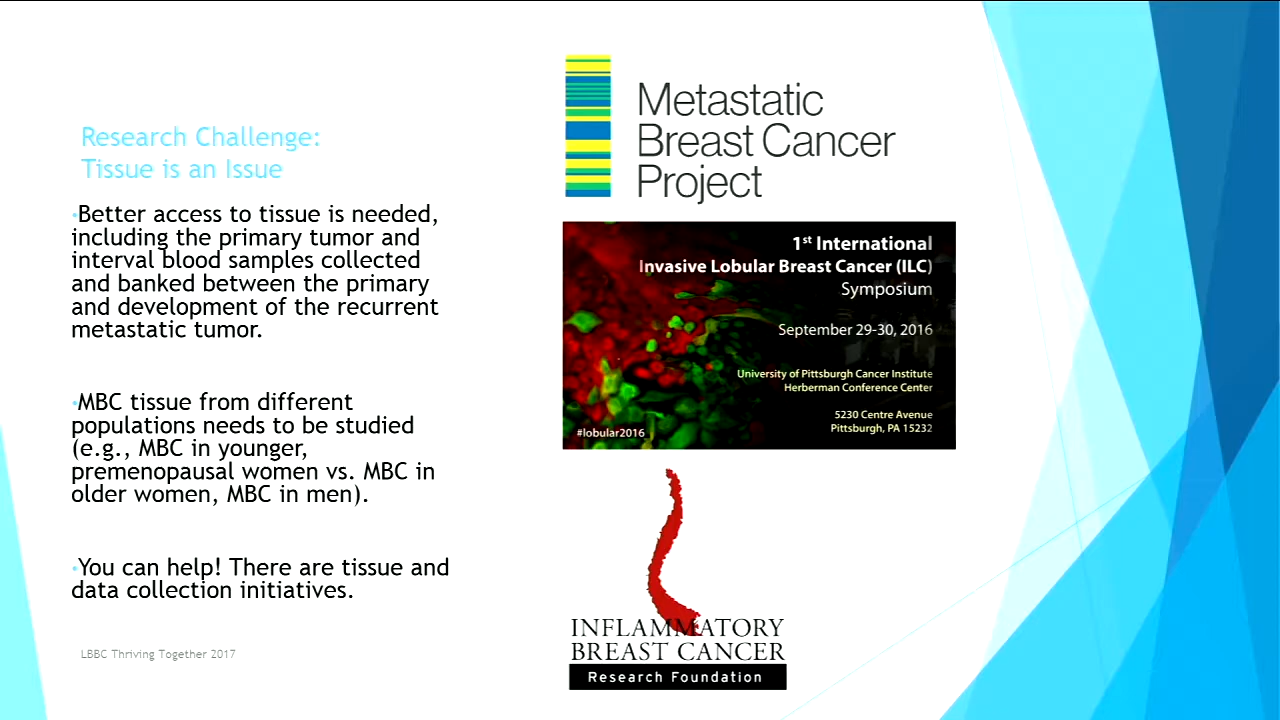 Research Challenge:
Tissue is an Issue
•Better access to tissue is needed,
including the primary tumor and
interval blood samples collected
and banked between the primary
and development of the recurrent
metastatic tumor.
•MBC tissue from different
populations needs to be studied
(e.g., MBC in younger,
premenopausal women vs. MBC in
older women, MBC in men).
•You can help! There are tissue and
data collection initiatives.
LBBC Thriving Together 2017
Metastatic
Breast Cancer
Project
1st International
Invasive Lobular Breast Cancer (ILC)
Symposium
September 29-30, 2016
University of Pittsburgh Cancer Institute
Herberman Conference Center
5230 Centre Avenue
Pittsburgh, PA 15232
#lobular2016
INFLAMMATORY
BREAST CANCER
Research Foundation